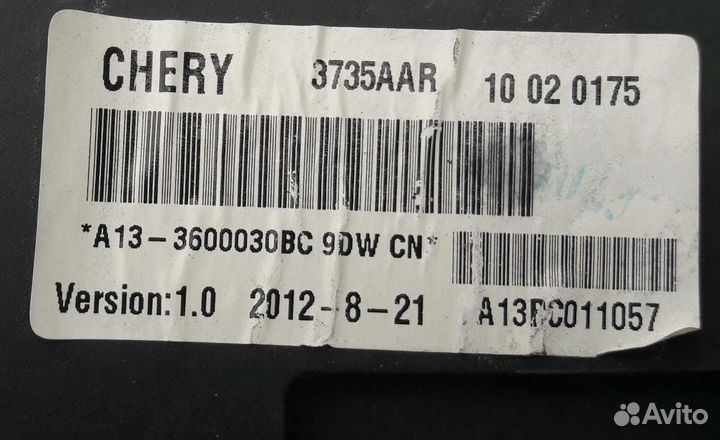 CHERY 3735AAR 10 02 0175
*A13-3600030BC 9DW CN*
Version:1.0 2012-8-21
Avito